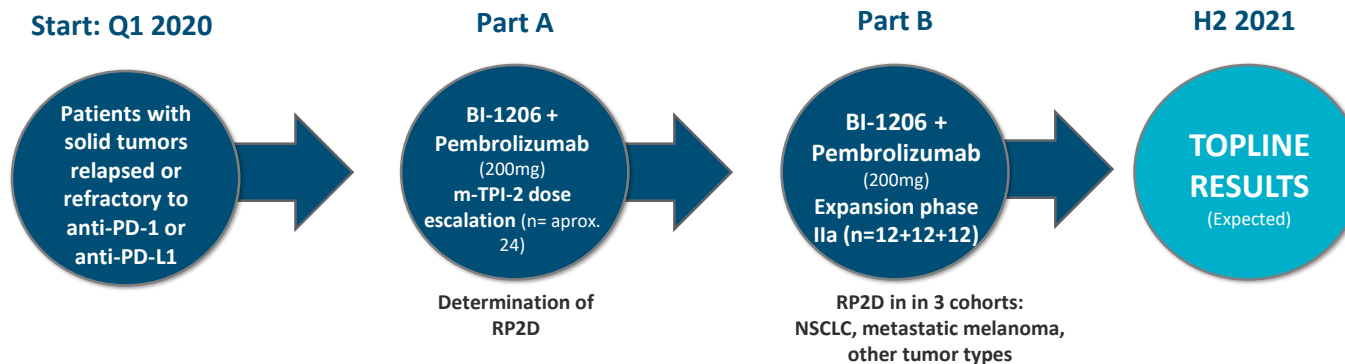 Start: Q1 2020
Patients with
solid tumors
relapsed or
refractory to
anti-PD-1 or
anti-PD-L1
Part A
BI-1206 +
Pembrolizumab
(200mg)
m-TPI-2 dose
escalation (n= aprox.
24)
Determination of
RP2D
Part B
BI-1206 +
Pembrolizumab
(200mg)
Expansion phase
IIa (n=12+12+12)
RP2D in in 3 cohorts:
NSCLC, metastatic melanoma,
other tumor types
H2 2021
TOPLINE
RESULTS
(Expected)